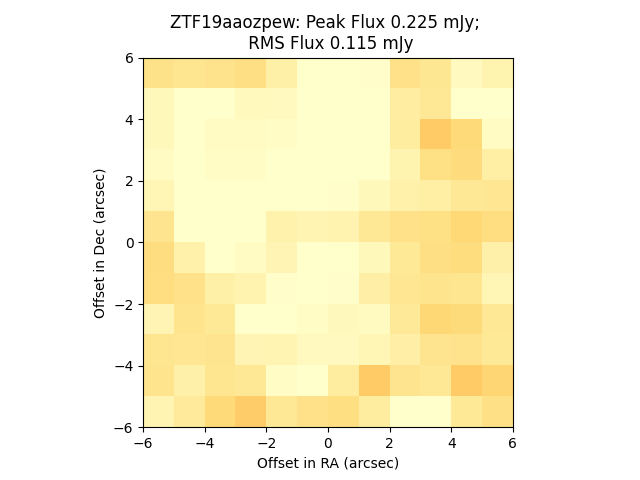 ZTF19aaozpew: Peak Flux 0.225 mJy;
RMS Flux 0.115 mJy
6
4
2
0
−2
−4
−6
Offset in Dec (arcsec)
−6 −4 −2 0 2 4 6
Offset in RA (arcsec)